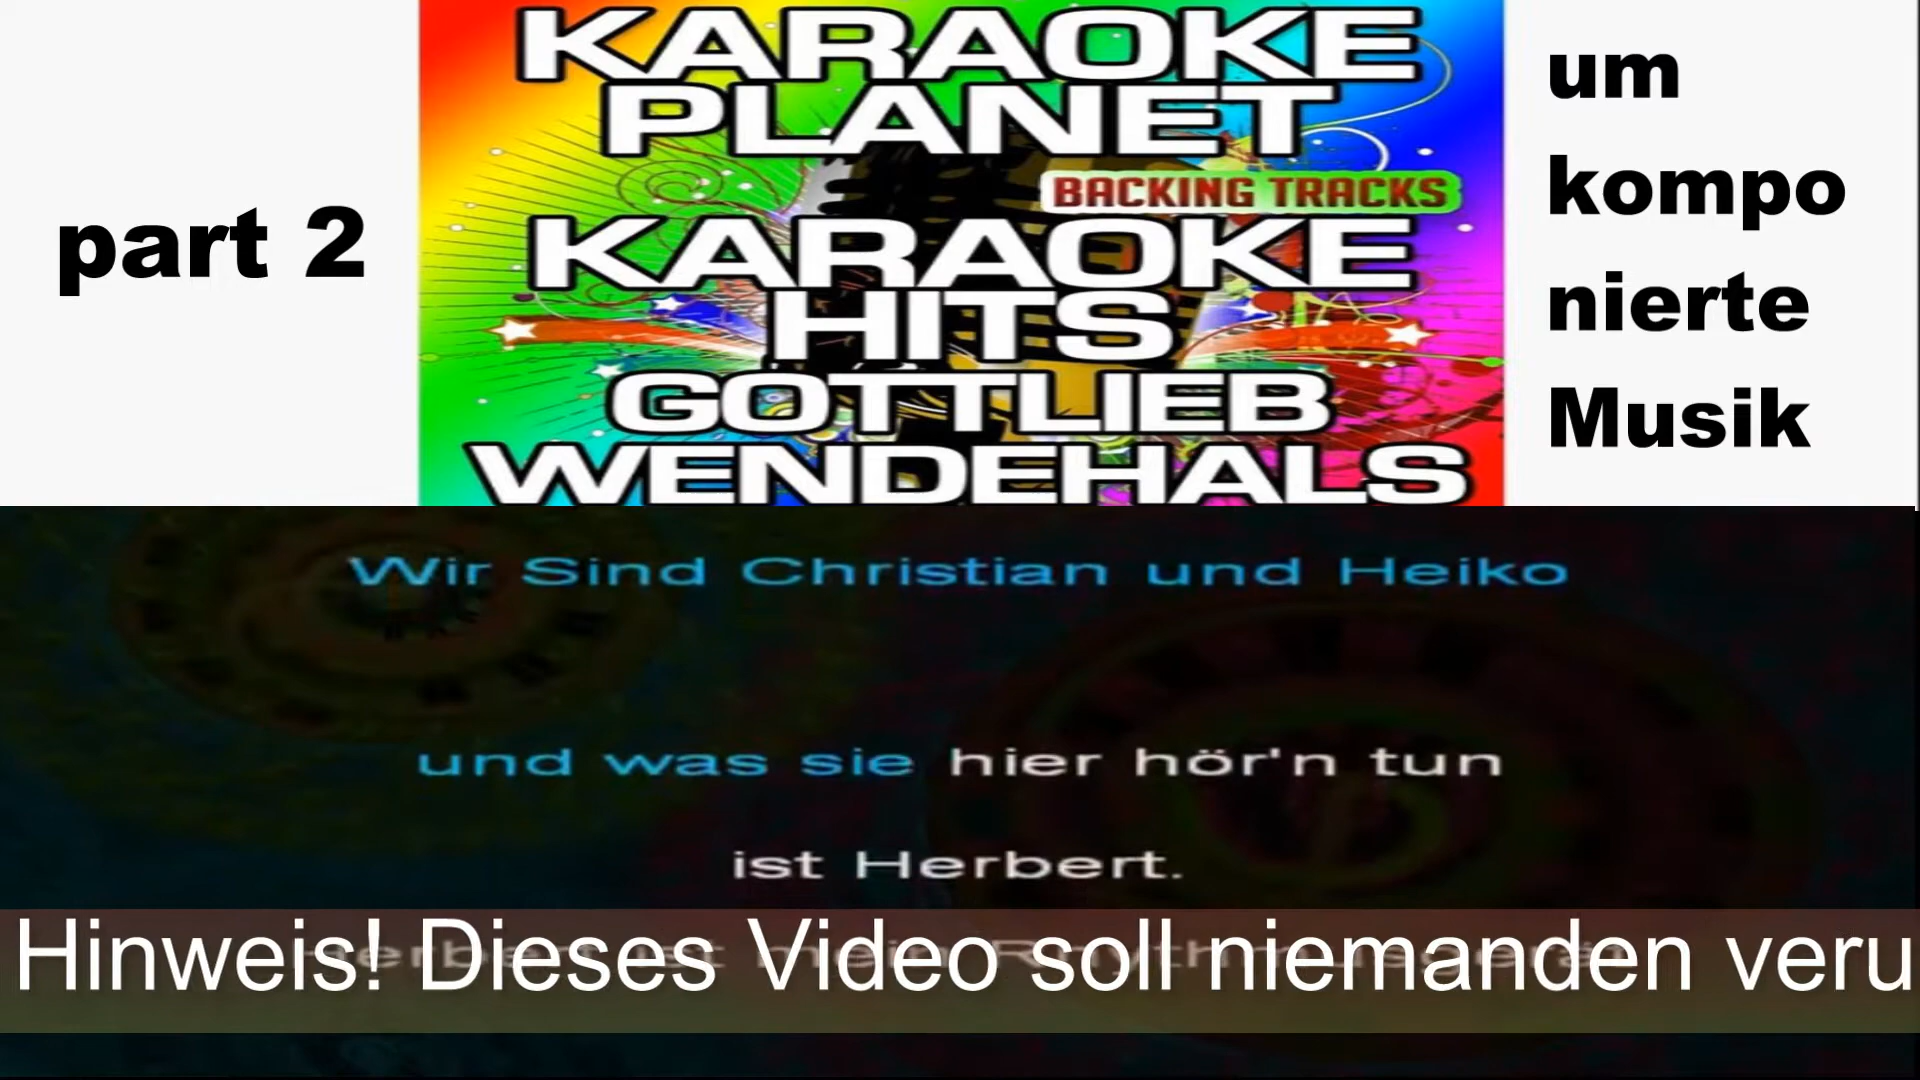 part 2
KARAOKE
PLANET
BACKING TRACKS
KARAOKE
HITS
GOTTLIEB
WENDEHALS
um
kompo
nierte
Musik
Wir Sind Christian und Heiko
und was sie hier hör'n tun
ist Herbert.
Hinweis! Dieses Video soll niemanden veru